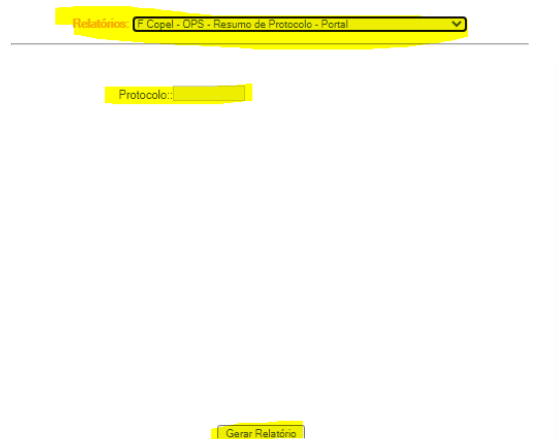 Relatórios: F Copel - OPS - Resumo de Protocolo - Portal
Protocolo::
Gerar Relatório